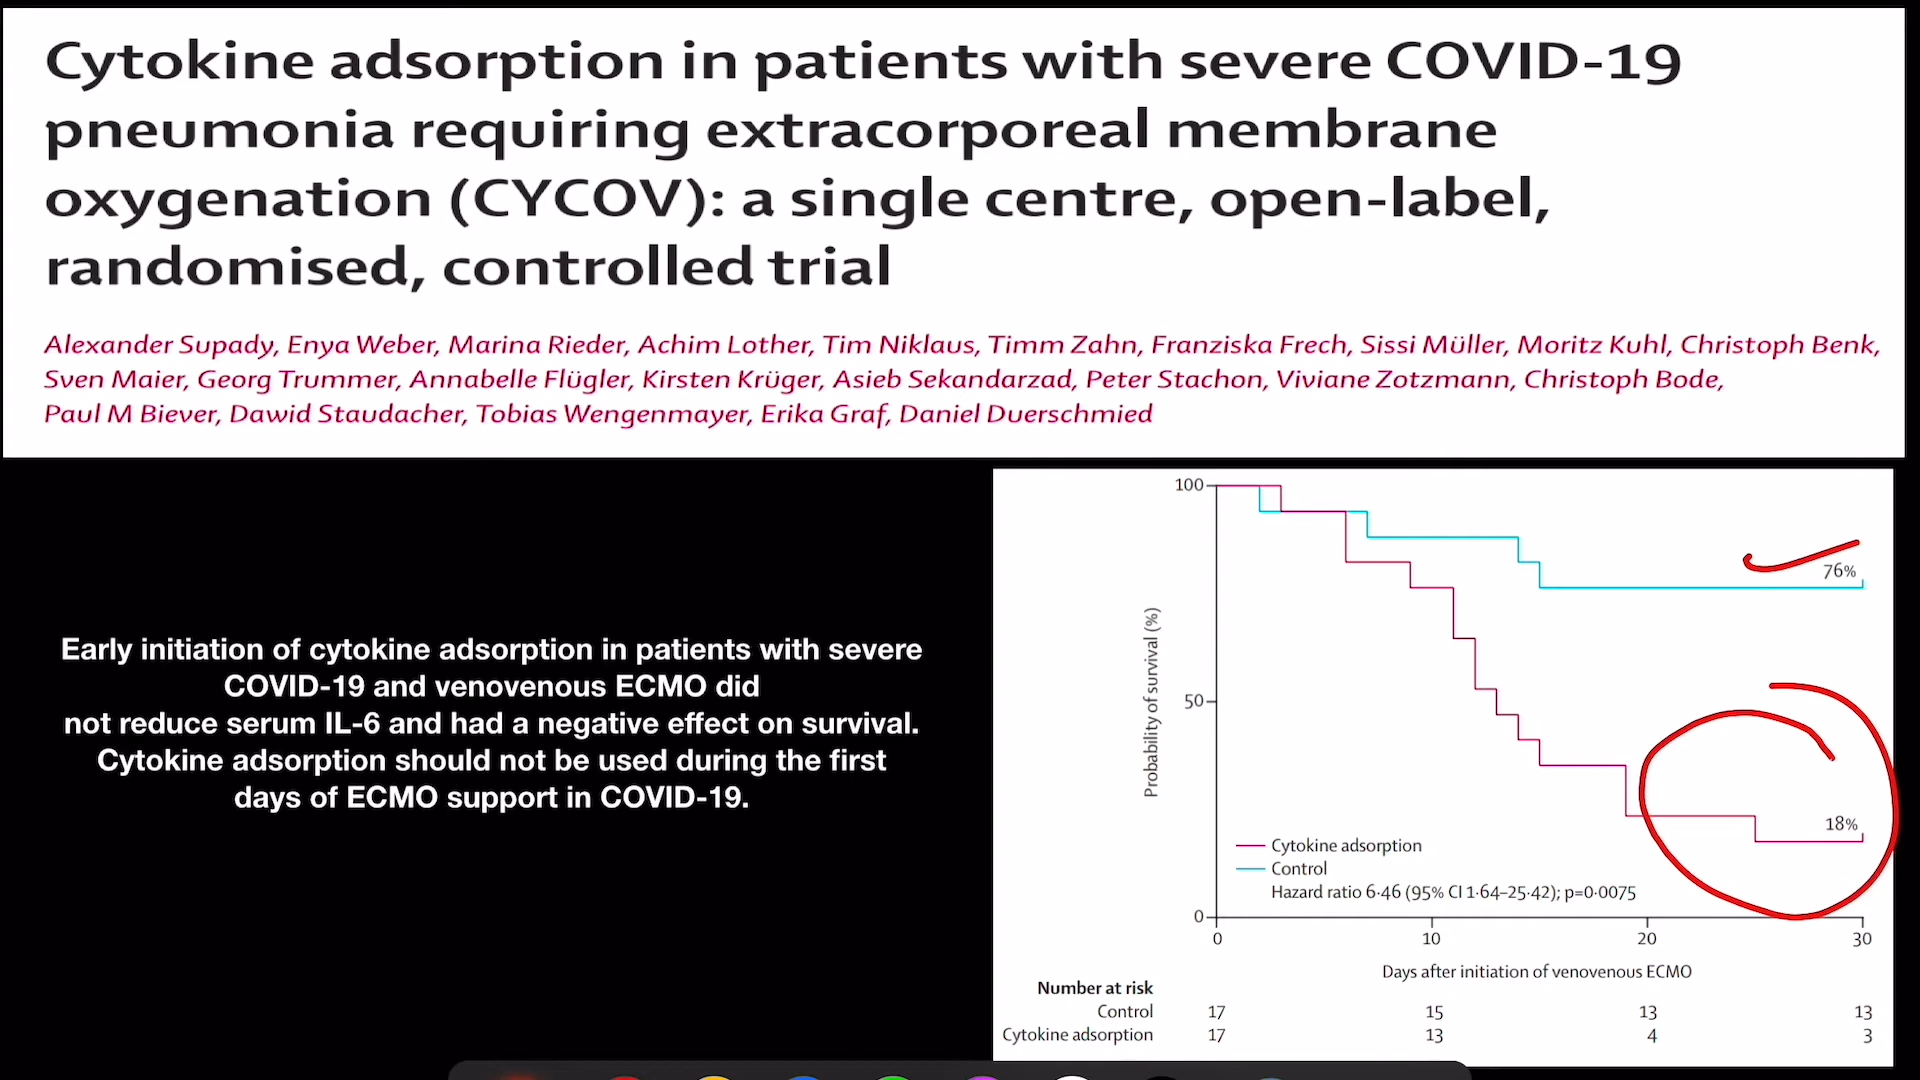 Cytokine adsorption in patients with severe COVID-19
pneumonia requiring extracorporeal membrane
oxygenation (CYCOV): a single centre, open-label,
randomised, controlled trial
Alexander Supady, Enya Weber, Marina Rieder, Achim Lother, Tim Niklaus, Timm Zahn, Franziska Frech, Sissi Müller, Moritz Kuhl, Christoph Benk,
Sven Maier, Georg Trummer, Annabelle Flügler, Kirsten Krüger, Asieb Sekandarzad, Peter Stachon, Viviane Zotzmann, Christoph Bode,
Paul M Biever, Dawid Staudacher, Tobias Wengenmayer, Erika Graf, Daniel Duerschmied
Early initiation of cytokine adsorption in patients with severe
COVID-19 and venovenous ECMO did
not reduce serum IL-6 and had a negative effect on survival.
Cytokine adsorption should not be used during the first
days of ECMO support in COVID-19.
100
76%
Probability of survival (%)
50
18%
Cytokine adsorption
Control
Hazard ratio 6·46 (95% CI 1·64–25·42); p=0·0075
0
0 10 20 30
Days after initiation of venovenous ECMO
Number at risk
Control 17 15 13 13
Cytokine adsorption 17 13 4 3